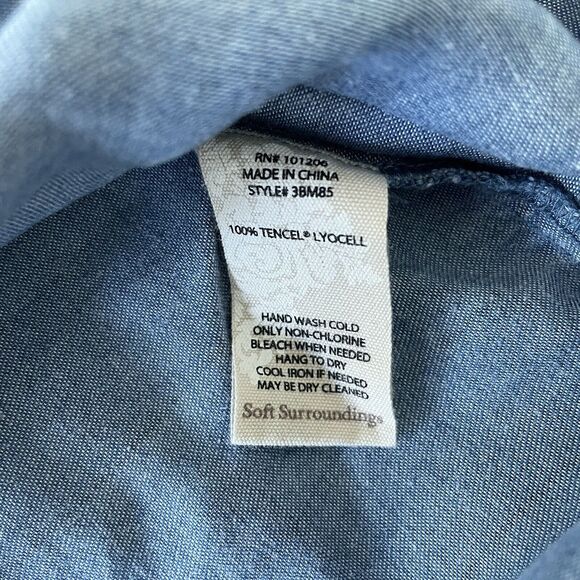 RN# 101206
MADE IN CHINA
STYLE# 3BM85
100% TENCEL® LYOCELL
HAND WASH COLD
ONLY NON-CHLORINE
BLEACH WHEN NEEDED
HANG TO DRY
COOL IRON IF NEEDED
MAY BE DRY CLEANED
Soft Surroundings